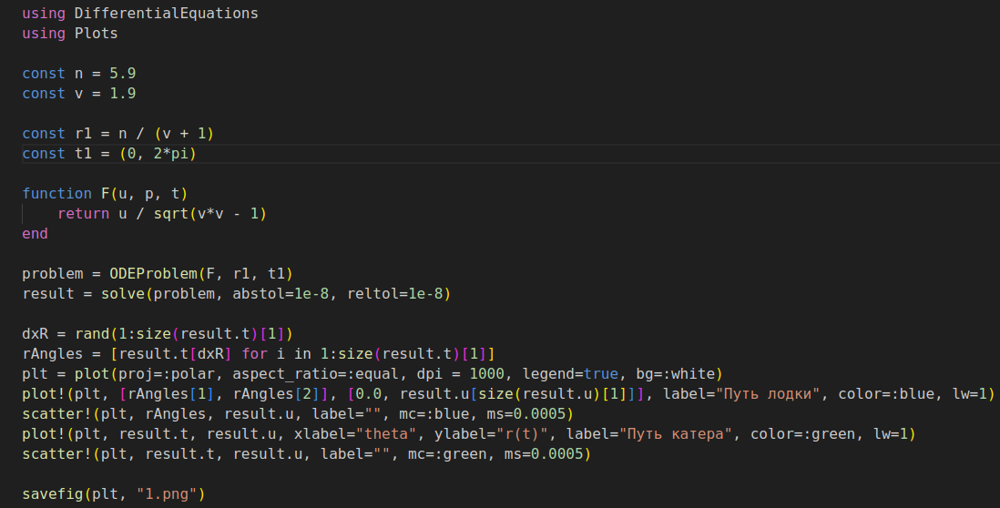 using DifferentialEquations
using Plots
const n = 5.9
const v = 1.9
const r1 = n / (v + 1)
const t1 = (0, 2*pi)
function F(u, p, t)
    return u / sqrt(v*v - 1)
end
problem = ODEProblem(F, r1, t1)
result = solve(problem, abstol=1e-8, reltol=1e-8)
dxR = rand(1:size(result.t)[1])
rAngles = [result.t[dxR] for i in 1:size(result.t)[1]]
plt = plot(proj=:polar, aspect_ratio=:equal, dpi = 1000, legend=true, bg=:white)
plot!(plt, [rAngles[1], rAngles[2]], [0.0, result.u[size(result.u)[1]]], label="Путь лодки", color=:blue, lw=1)
scatter!(plt, rAngles, result.u, label="", mc=:blue, ms=0.0005)
plot!(plt, result.t, result.u, xlabel="theta", ylabel="r(t)", label="Путь катера", color=:green, lw=1)
scatter!(plt, result.t, result.u, label="", mc=:green, ms=0.0005)
savefig(plt, "1.png")